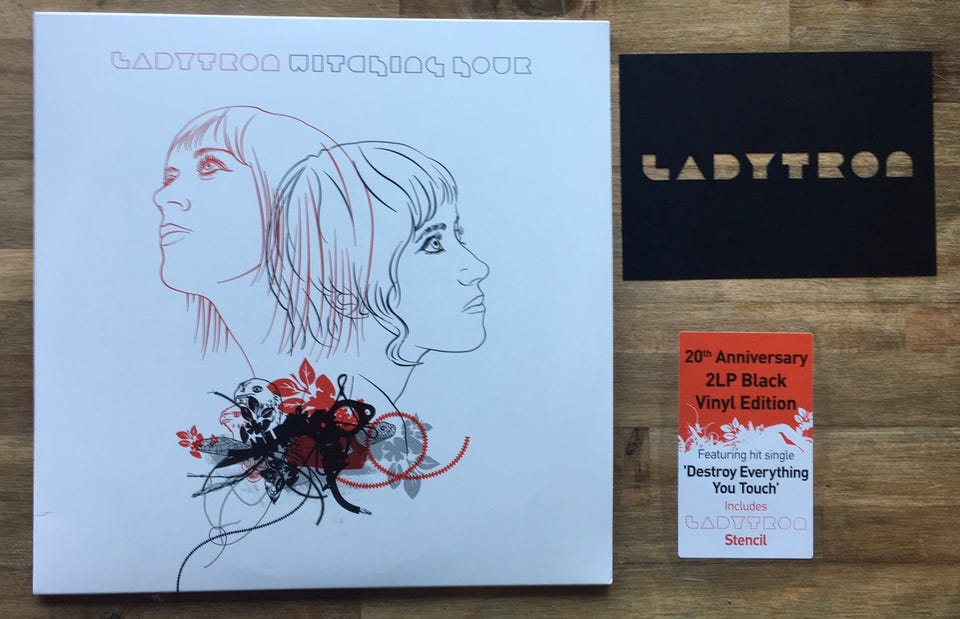 LADYTRON WITCHING HOUR
LADYTRON
20th Anniversary
2LP Black
Vinyl Edition
Featuring hit single
'Destroy Everything
You Touch'
Includes
LADYTRON
Stencil